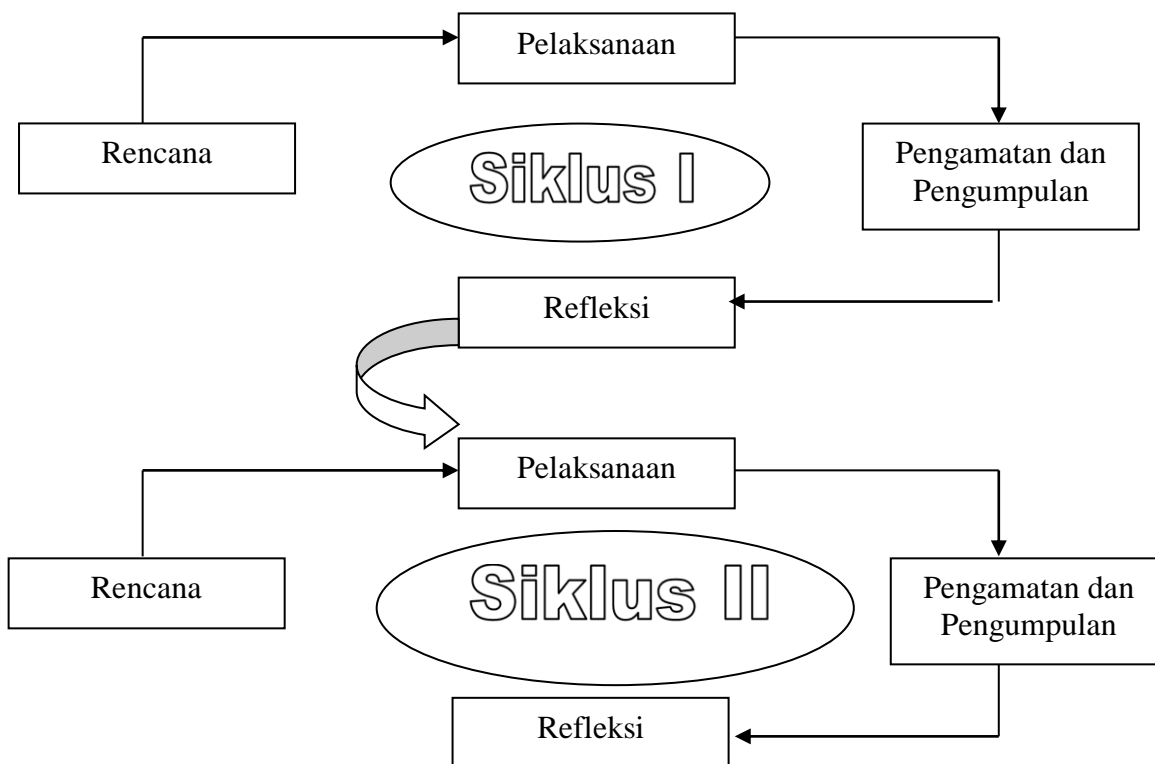 Pelaksanaan
Rencana
Siklus I
Pengamatan dan
Pengumpulan
Refleksi
Pelaksanaan
Rencana
Siklus II
Pengamatan dan
Pengumpulan
Refleksi